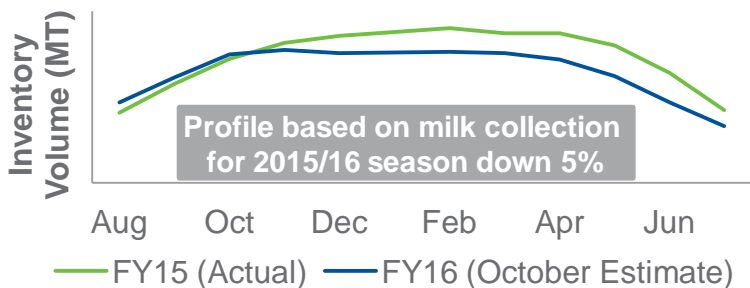 Inventory
Volume (MT)
Profile based on milk collection
for 2015/16 season down 5%
Aug Oct Dec Feb Apr Jun
FY15 (Actual) FY16 (October Estimate)